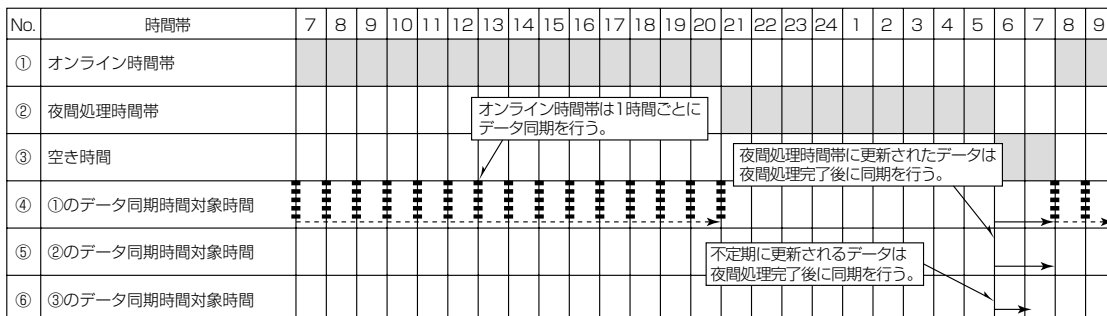 No. 時間帯 7 8 9 10 11 12 13 14 15 16 17 18 19 20 21 22 23 24 1 2 3 4 5 6 7 8 9
① オンライン時間帯
② 夜間処理時間帯
オンライン時間帯は1時間ごとに
データ同期を行う。
③ 空き時間
夜間処理時間帯に更新されたデータは
夜間処理完了後に同期を行う。
④ ①のデータ同期時間対象時間
⑤ ②のデータ同期時間対象時間
不定期に更新されるデータは
夜間処理完了後に同期を行う。
⑥ ③のデータ同期時間対象時間